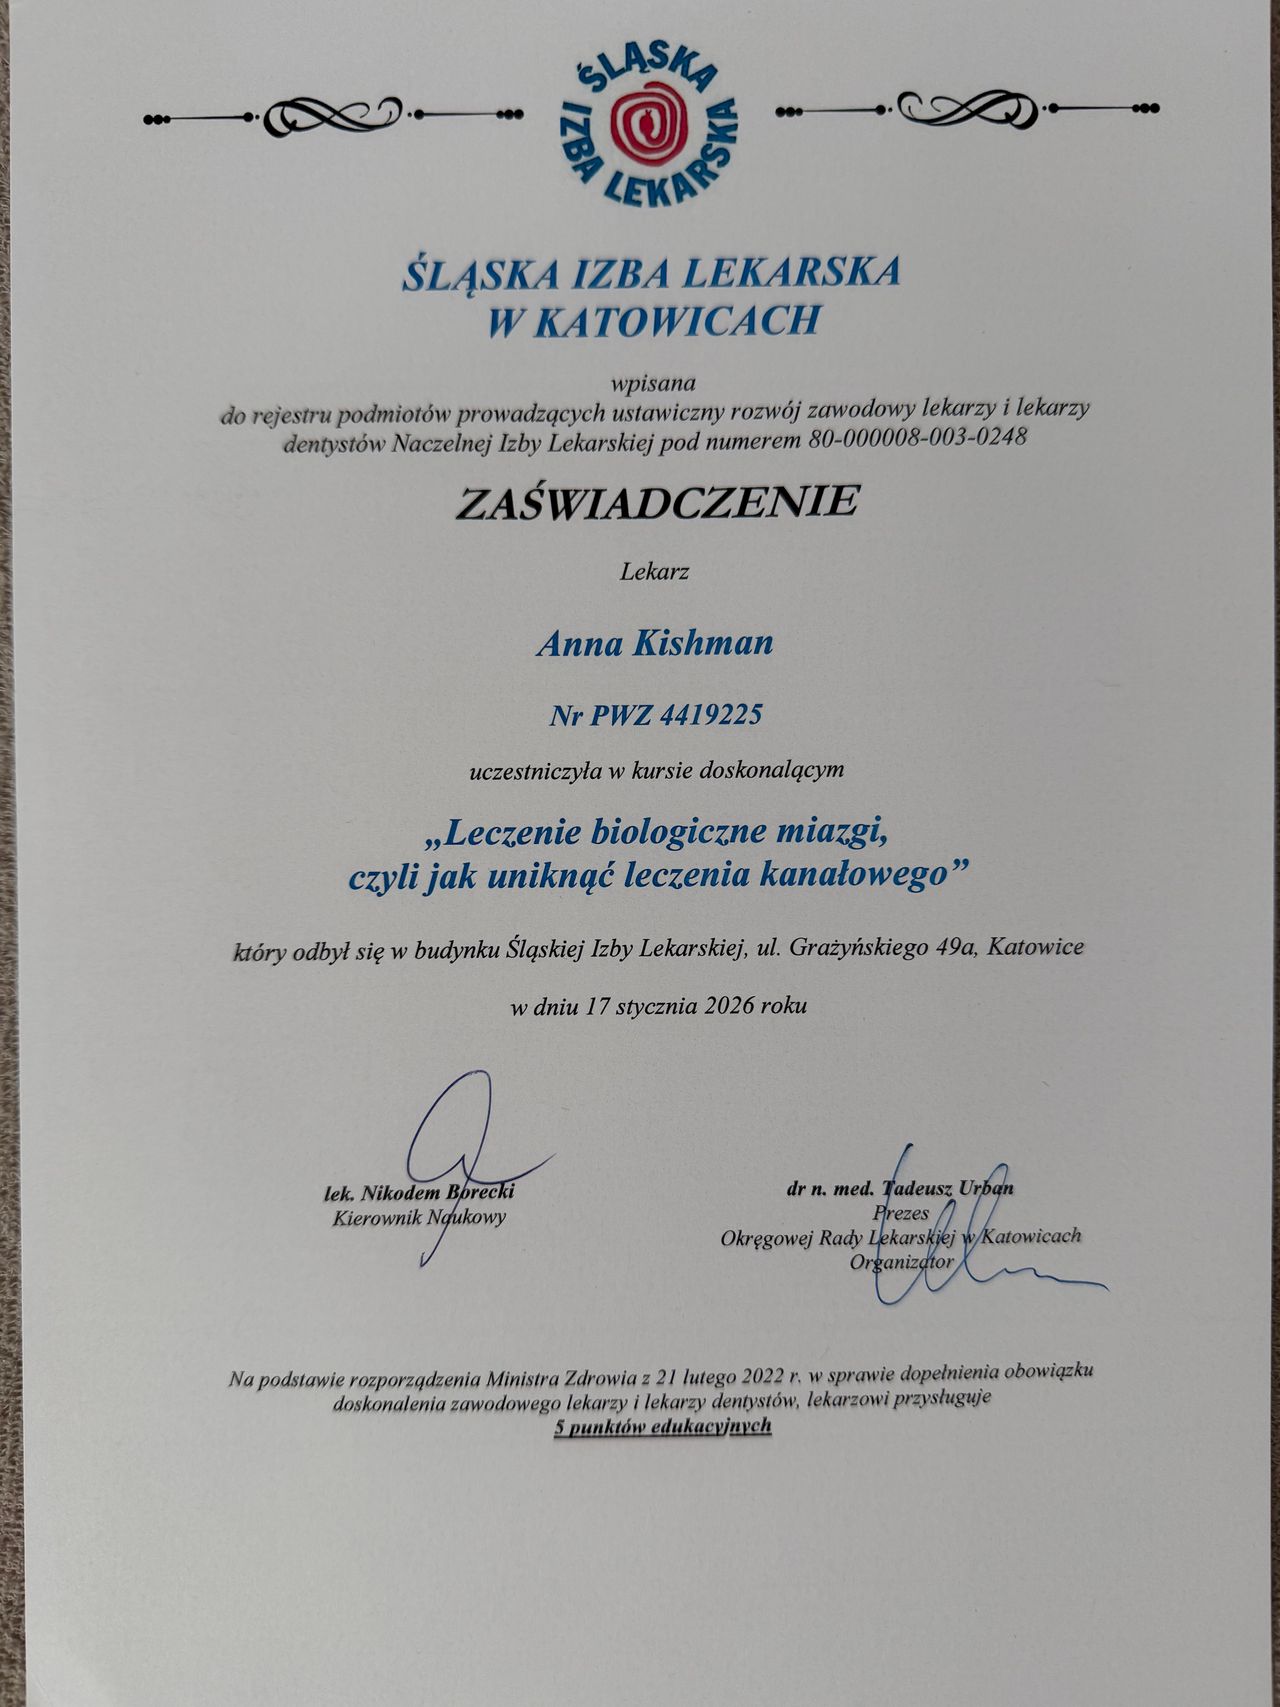 ŚLĄSKA IZBA LEKARSKA
ŚLĄSKA IZBA LEKARSKA
W KATOWICACH
wpisana
do rejestru podmiotów prowadzących ustawiczny rozwój zawodowy lekarzy i lekarzy
dentystów Naczelnej Izby Lekarskiej pod numerem 80-000008-003-0248
ZAŚWIADCZENIE
Lekarz
Anna Kishman
Nr PWZ 4419225
uczestniczyła w kursie doskonalącym
„Leczenie biologiczne miazgi,
czyli jak uniknąć leczenia kanałowego”
który odbył się w budynku Śląskiej Izby Lekarskiej, ul. Grażyńskiego 49a, Katowice
w dniu 17 stycznia 2026 roku
lek. Nikodem Borecki
Kierownik Naukowy
dr n. med. Tadeusz Urban
Prezes
Okręgowej Rady Lekarskiej w Katowicach
Organizator
Na podstawie rozporządzenia Ministra Zdrowia z 21 lutego 2022 r. w sprawie dopełnienia obowiązku
doskonalenia zawodowego lekarzy i lekarzy dentystów, lekarzowi przysługuje
5 punktów edukacyjnych